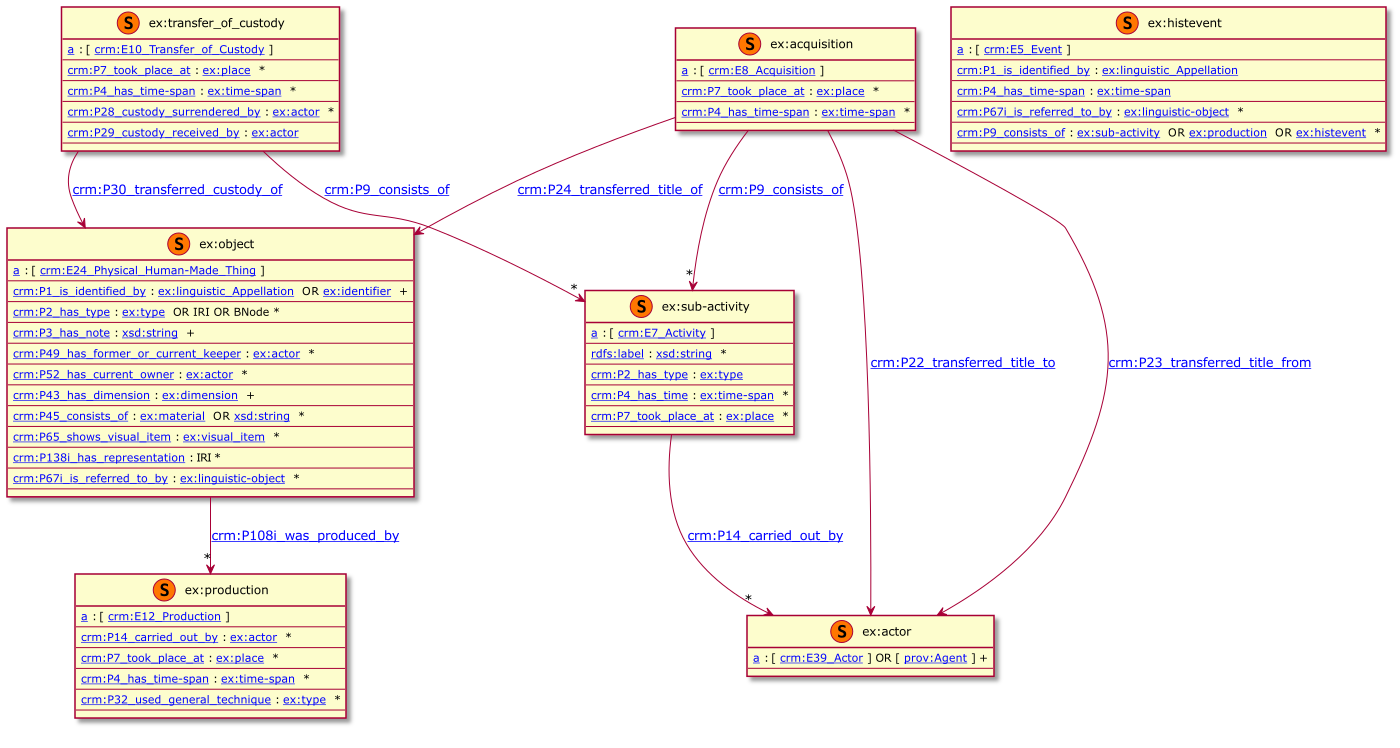 S ex:transfer_of_custody
a : [ crm:E10_Transfer_of_Custody ]
crm:P7_took_place_at : ex:place *
crm:P4_has_time-span : ex:time-span *
crm:P28_custody_surrendered_by : ex:actor *
crm:P29_custody_received_by : ex:actor
S ex:acquisition
a : [ crm:E8_Acquisition ]
crm:P7_took_place_at : ex:place *
crm:P4_has_time-span : ex:time-span *
S ex:histevent
a : [ crm:E5_Event ]
crm:P1_is_identified_by : ex:linguistic_Appellation
crm:P4_has_time-span : ex:time-span
crm:P67i_is_referred_to_by : ex:linguistic-object *
crm:P9_consists_of : ex:sub-activity OR ex:production OR ex:histevent *
crm:P30_transferred_custody_of
crm:P9_consists_of
*
crm:P24_transferred_title_of
crm:P9_consists_of
*
S ex:object
a : [ crm:E24_Physical_Human-Made_Thing ]
crm:P1_is_identified_by : ex:linguistic_Appellation OR ex:identifier +
crm:P2_has_type : ex:type OR IRI OR BNode *
crm:P3_has_note : xsd:string +
crm:P49_has_former_or_current_keeper : ex:actor *
crm:P52_has_current_owner : ex:actor *
crm:P43_has_dimension : ex:dimension +
crm:P45_consists_of : ex:material OR xsd:string *
crm:P65_shows_visual_item : ex:visual_item *
crm:P138i_has_representation : IRI *
crm:P67i_is_referred_to_by : ex:linguistic-object *
S ex:sub-activity
a : [ crm:E7_Activity ]
rdfs:label : xsd:string *
crm:P2_has_type : ex:type
crm:P4_has_time : ex:time-span *
crm:P7_took_place_at : ex:place *
crm:P22_transferred_title_to
crm:P23_transferred_title_from
crm:P108i_was_produced_by
*
crm:P14_carried_out_by
*
S ex:production
a : [ crm:E12_Production ]
crm:P14_carried_out_by : ex:actor *
crm:P7_took_place_at : ex:place *
crm:P4_has_time-span : ex:time-span *
crm:P32_used_general_technique : ex:type *
S ex:actor
a : [ crm:E39_Actor ] OR [ prov:Agent ] +